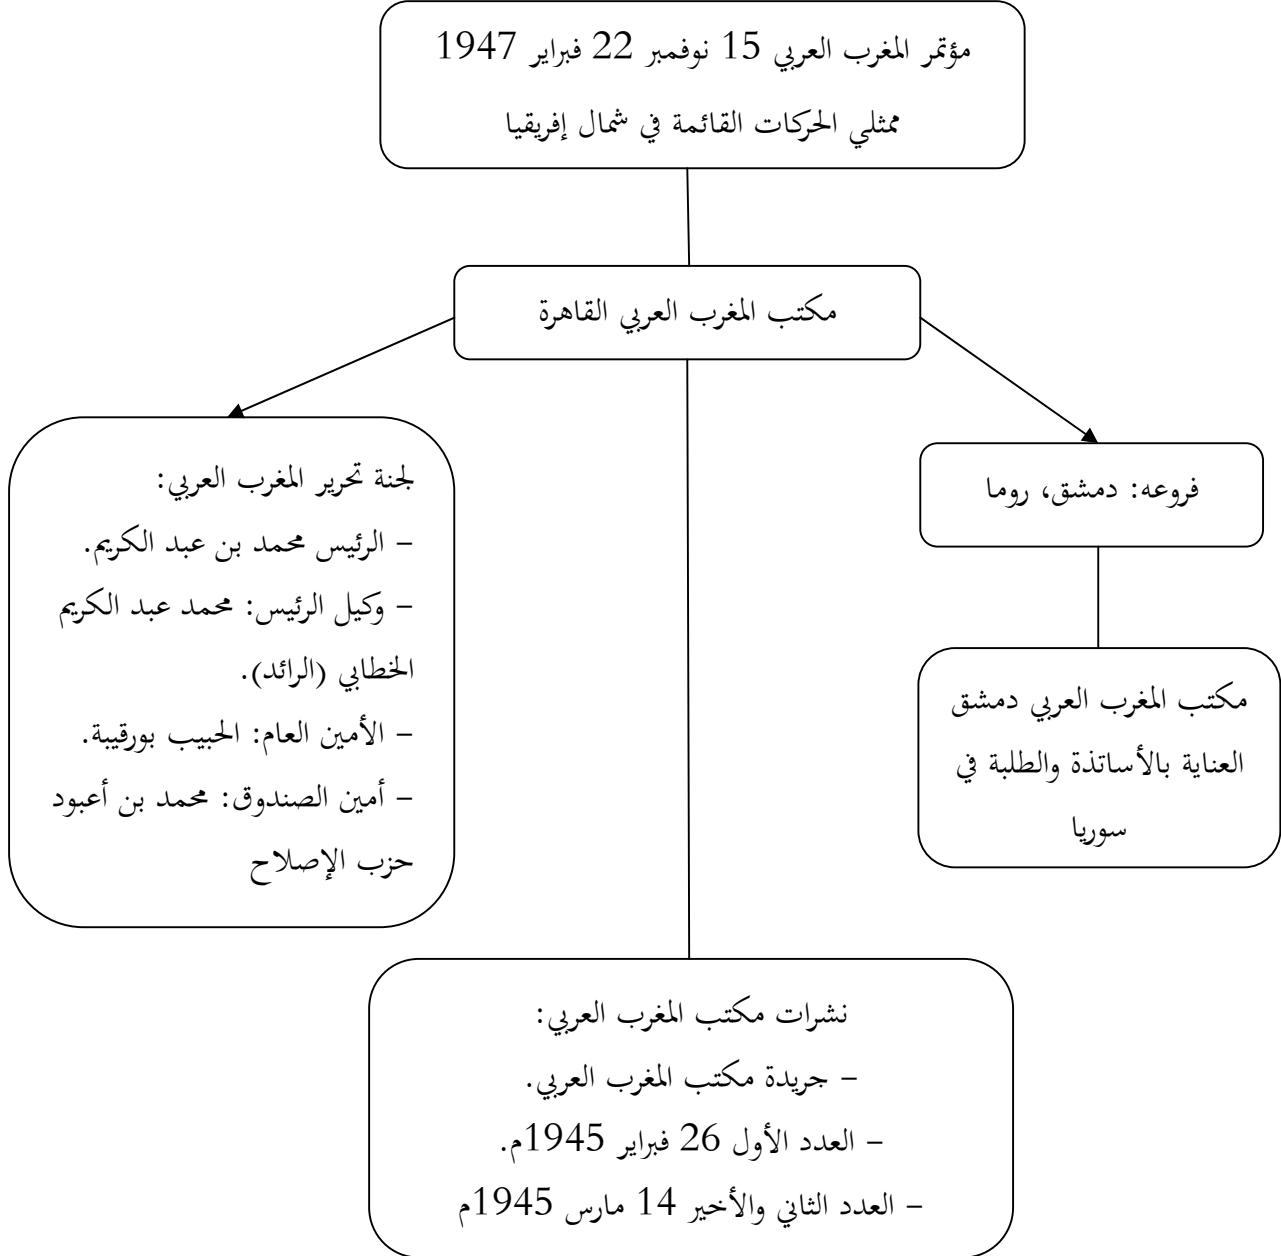 مؤتمر المغرب العربي 15 نوفمبر 22 فبراير 1947
ممثلي الحركات القائمة في شمال إفريقيا
مكتب المغرب العربي القاهرة
فروعه: دمشق، روما
مكتب المغرب العربي دمشق
العناية بالأساتذة والطلبة في
سوريا
لجنة تحرير المغرب العربي:
– الرئيس محمد بن عبد الكريم.
– وكيل الرئيس: محمد عبد الكريم
الخطابي (الرائد).
– الأمين العام: الحبيب بورقيبة.
– أمين الصندوق: محمد بن أعبود
حزب الإصلاح
نشرات مكتب المغرب العربي:
– جريدة مكتب المغرب العربي.
– العدد الأول 26 فبراير 1945م.
– العدد الثاني والأخير 14 مارس 1945م